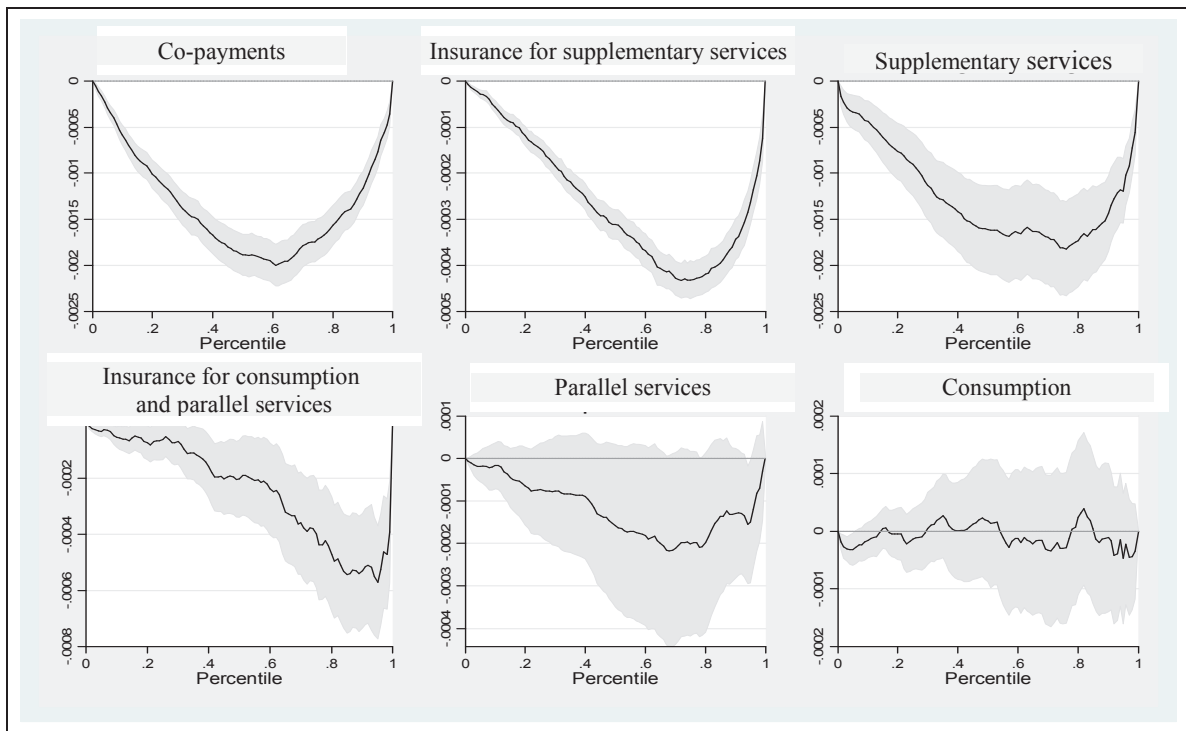 Co-payments
0
-.0005
-.001
-.0015
-.002
-.0025
0 .2 .4 .6 .8 1
Percentile
Insurance for supplementary services
0
-.0001
-.0002
-.0003
-.0004
-.0005
0 .2 .4 .6 .8 1
Percentile
Supplementary services
0
-.0005
-.001
-.0015
-.002
-.0025
0 .2 .4 .6 .8 1
Percentile
Insurance for consumption
and parallel services
-.0002
-.0004
-.0006
-.0008
0 .2 .4 .6 .8 1
Percentile
Parallel services
.0001
0
-.0001
-.0002
-.0003
-.0004
0 .2 .4 .6 .8 1
Percentile
Consumption
.0002
.0001
0
-.0001
-.0002
0 .2 .4 .6 .8 1
Percentile